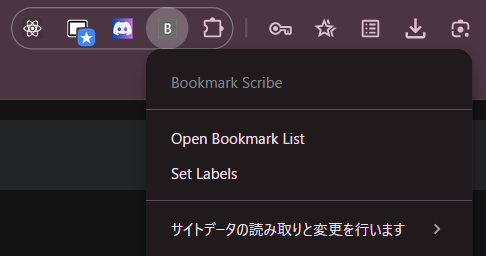 B
Bookmark Scribe
Open Bookmark List
Set Labels
サイトデータの読み取りと変更を行います